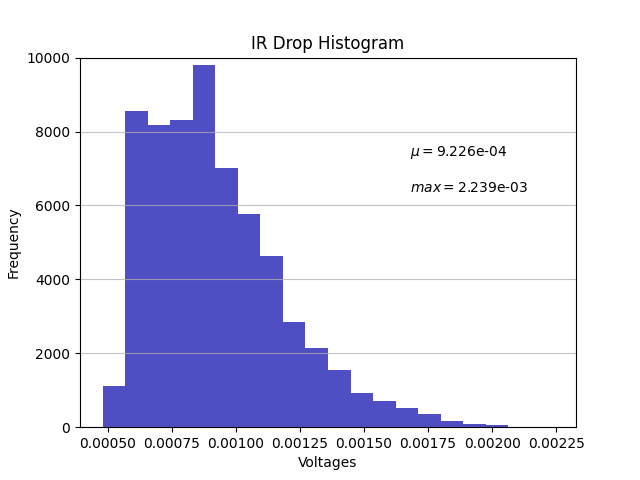 IR Drop Histogram
10000
8000
6000
4000
2000
0
Frequency
μ = 9.226e-04
max = 2.239e-03
0.00050 0.00075 0.00100 0.00125 0.00150 0.00175 0.00200 0.00225
Voltages